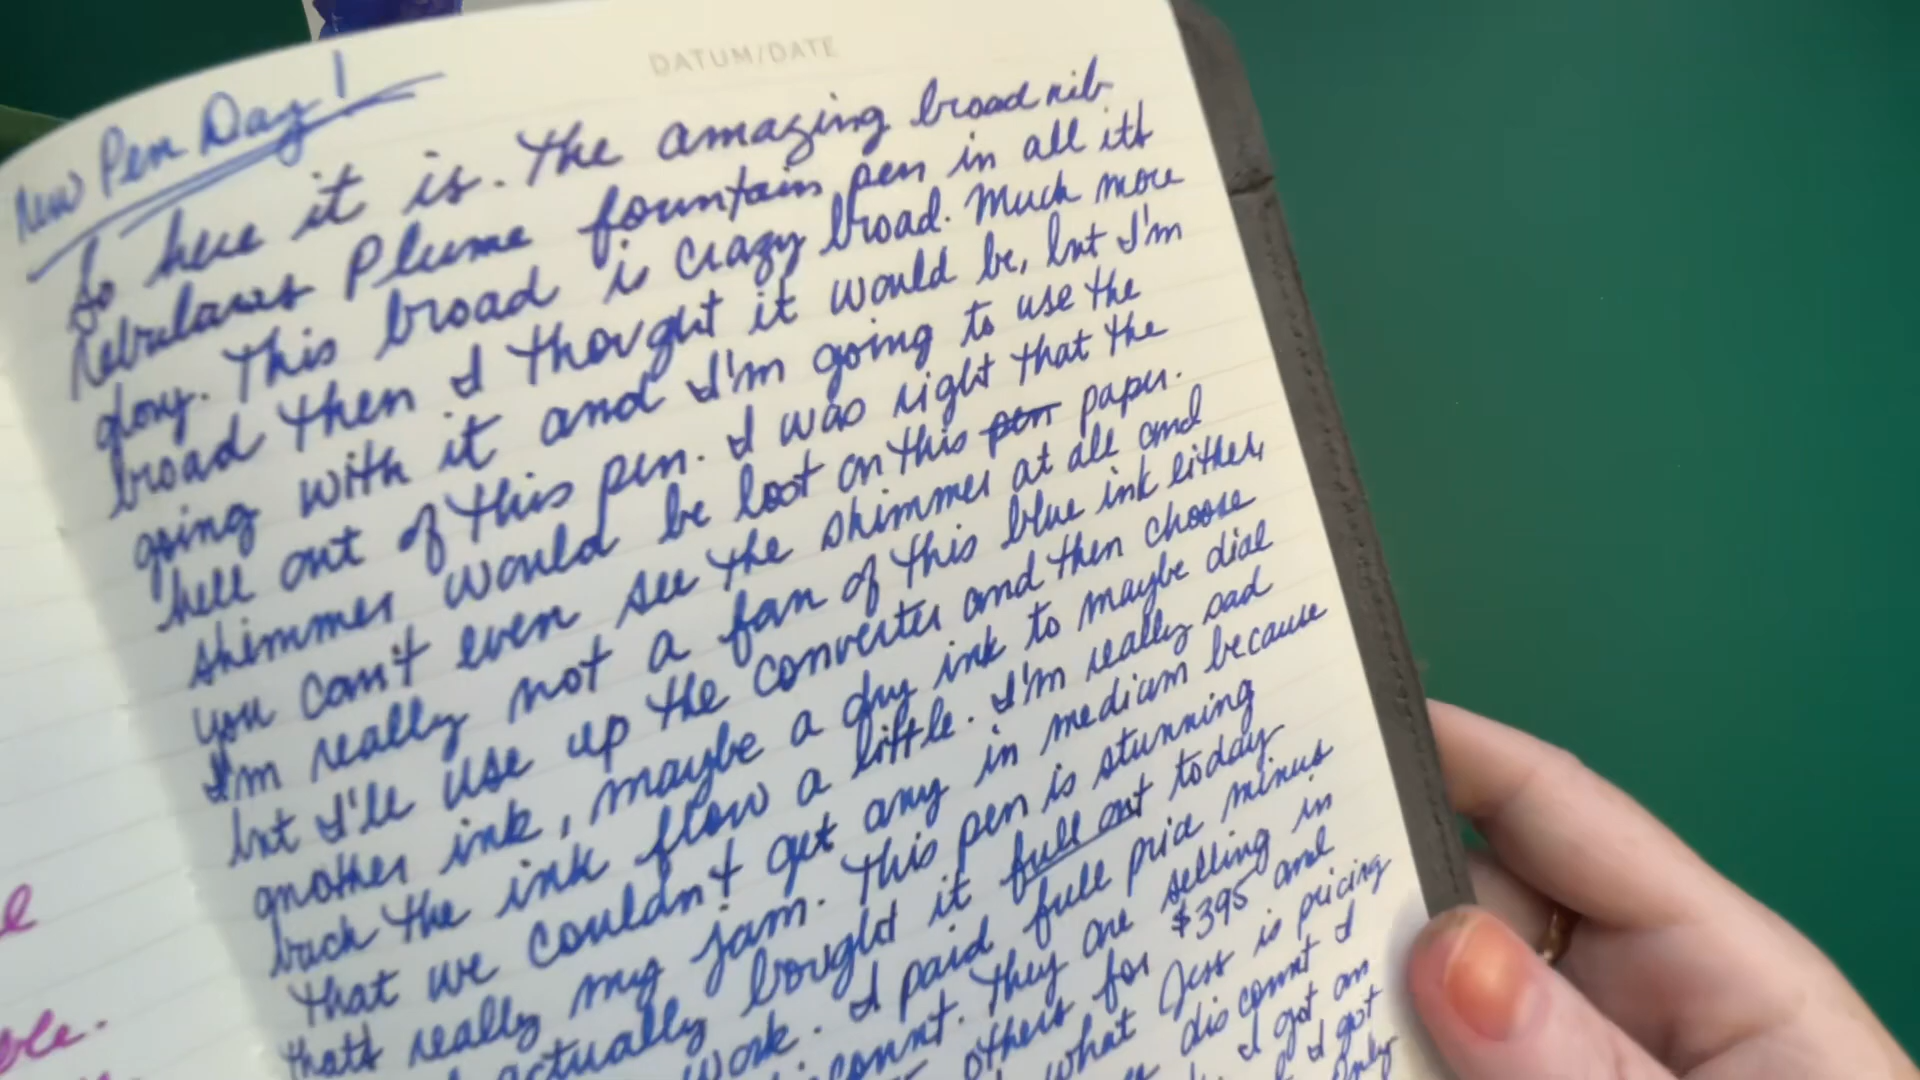 DATUM/DATE
New Pen Day!
So here it is. The amazing broad nib
Nebulous Plume fountain pen in all its
glory. This broad is crazy broad. Much more
broad then I thought it would be, but I'm
going with it and I'm going to use the
hell out of this pen. I was right that the
shimmer would be lost on this pen paper.
you can't even see the shimmer at all and
I'm really not a fan of this blue ink either,
but I'll use up the converter and then choose
another ink, maybe a dry ink to maybe dial
back the ink flow a little. I'm really sad
that we couldn't get any in medium because
that's really my jam. This pen is stunning
actually bought it full out today
work. I paid full price minus
discount. They are selling in
others for $395 and
what Jess is pricing
discount I
I got an
I got
only
ble.